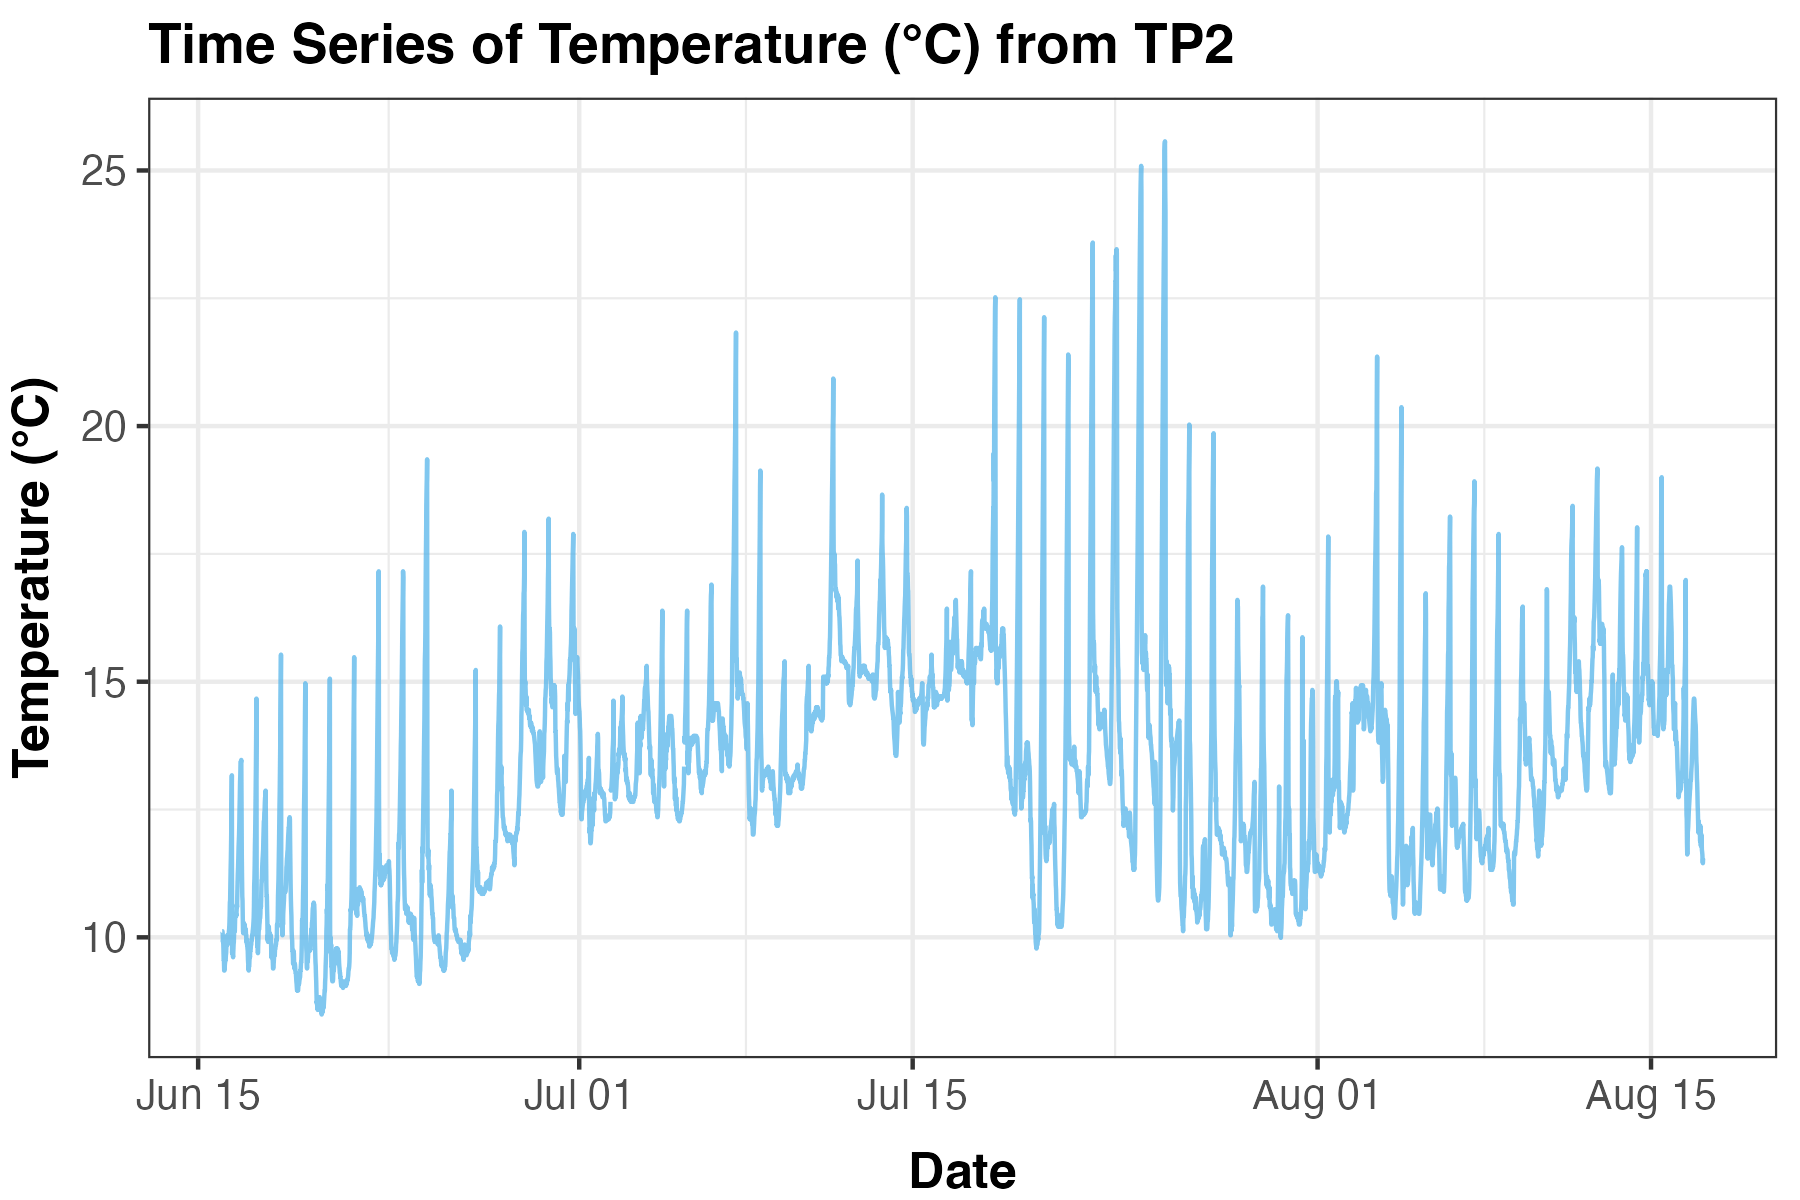 Time Series of Temperature (°C) from TP2
Temperature (°C)
25
20
15
10
Jun 15
Jul 01
Jul 15
Aug 01
Aug 15
Date